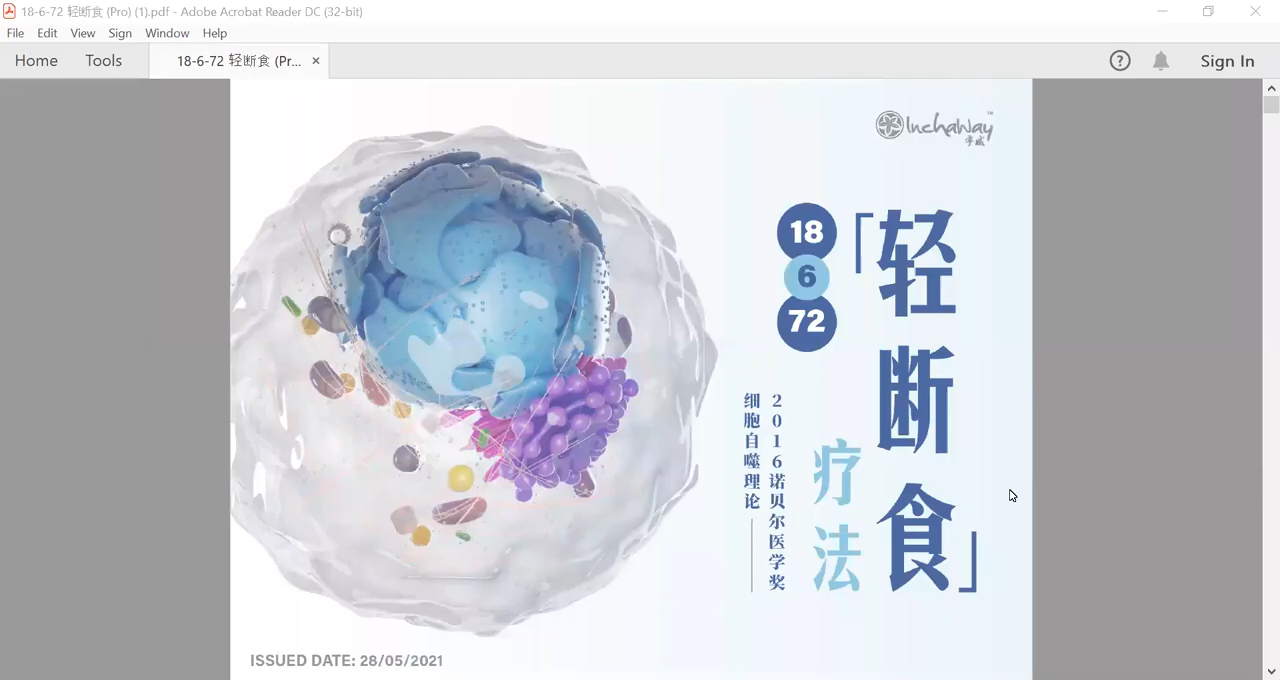 18-6-72 轻断食 (Pro) (1).pdf - Adobe Acrobat Reader DC (32-bit)
File Edit View Sign Window Help
Home Tools 18-6-72 轻断食 (Pr... × Sign In
InchaWay™
宇威
18
6
72
「轻断食」
疗法
2016诺贝尔医学奖
细胞自噬理论——
ISSUED DATE: 28/05/2021